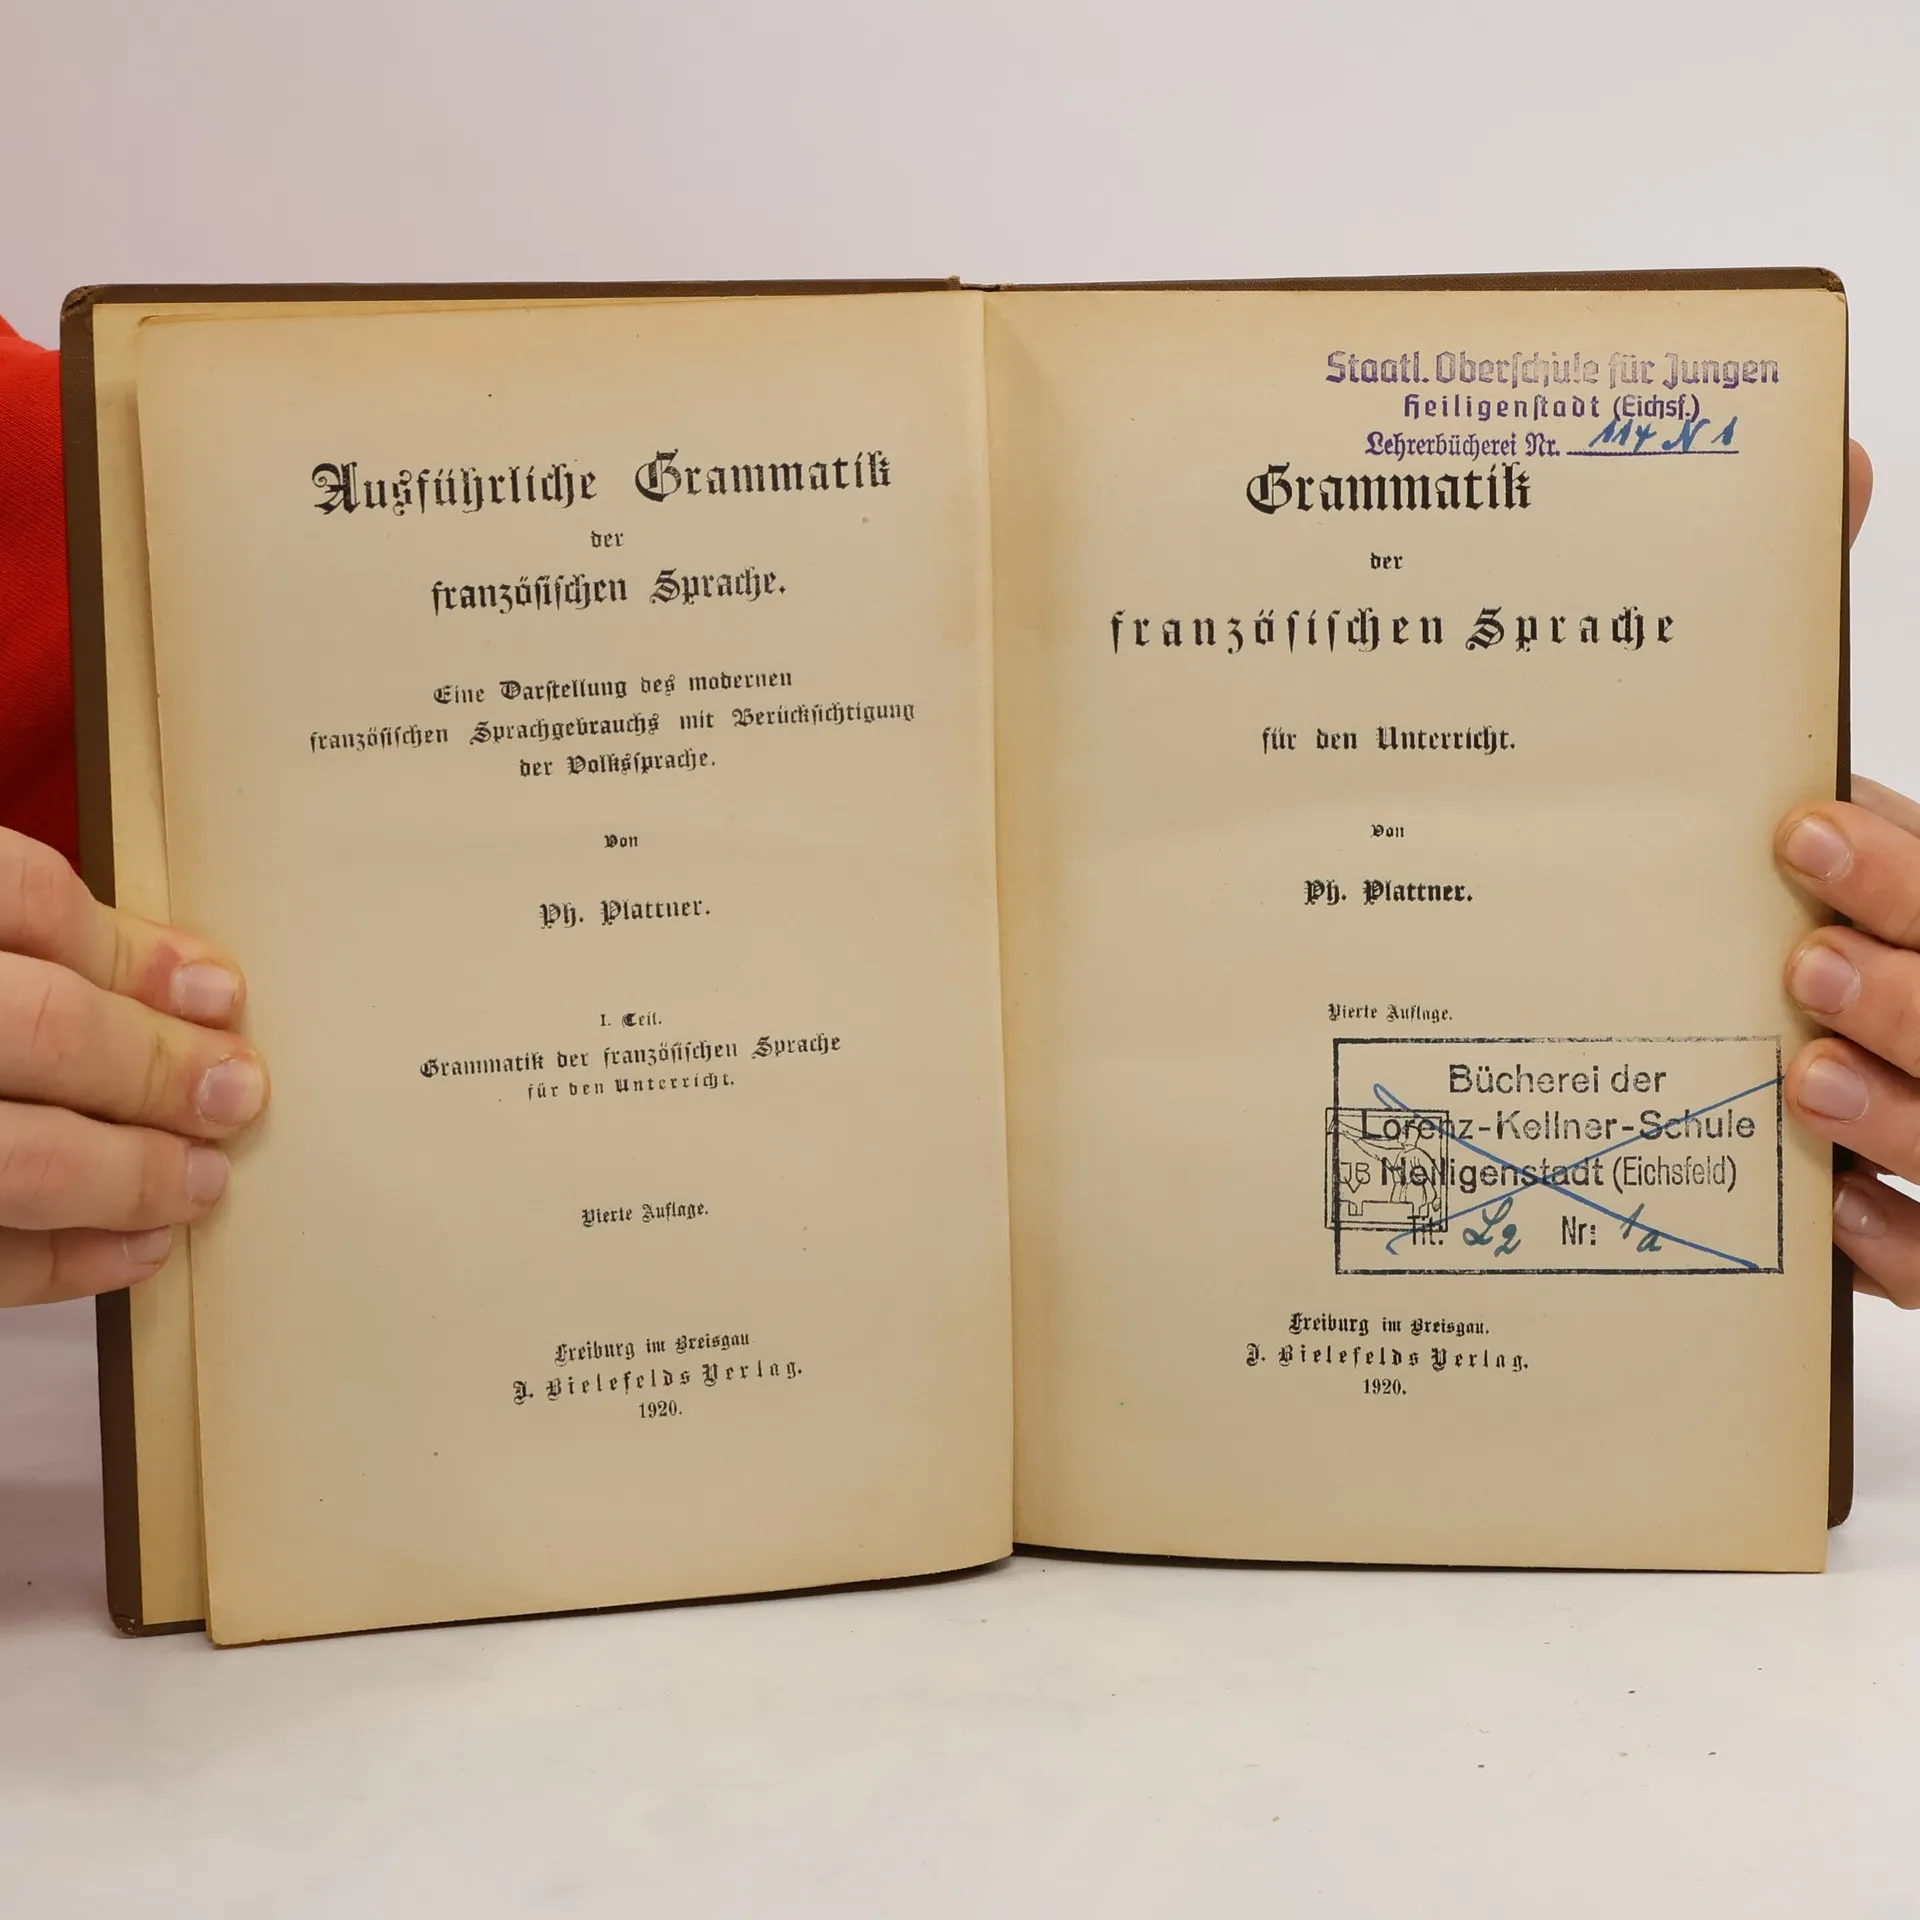 Ausführliche Grammatik
der
französischen Sprache.
Eine Darstellung des modernen
französischen Sprachgebrauchs mit Berücksichtigung
der Volkssprache.
Von
Ph. Plattner.
I. Teil.
Grammatik der französischen Sprache
für den Unterricht.
Vierte Auflage.
Freiburg im Breisgau
J. Bielefelds Verlag.
1920.
Staatl. Oberschule für Jungen
Heiligenstadt (Eichsf.)
Lehrerbücherei Nr. 114 N 1
Grammatik
der
französischen Sprache
für den Unterricht.
Von
Ph. Plattner.
Vierte Auflage.
Bücherei der
Lorenz-Kellner-Schule
Heiligenstadt (Eichsfeld)
JB
Tit: L2 Nr: 1a
Freiburg im Breisgau.
J. Bielefelds Verlag.
1920.